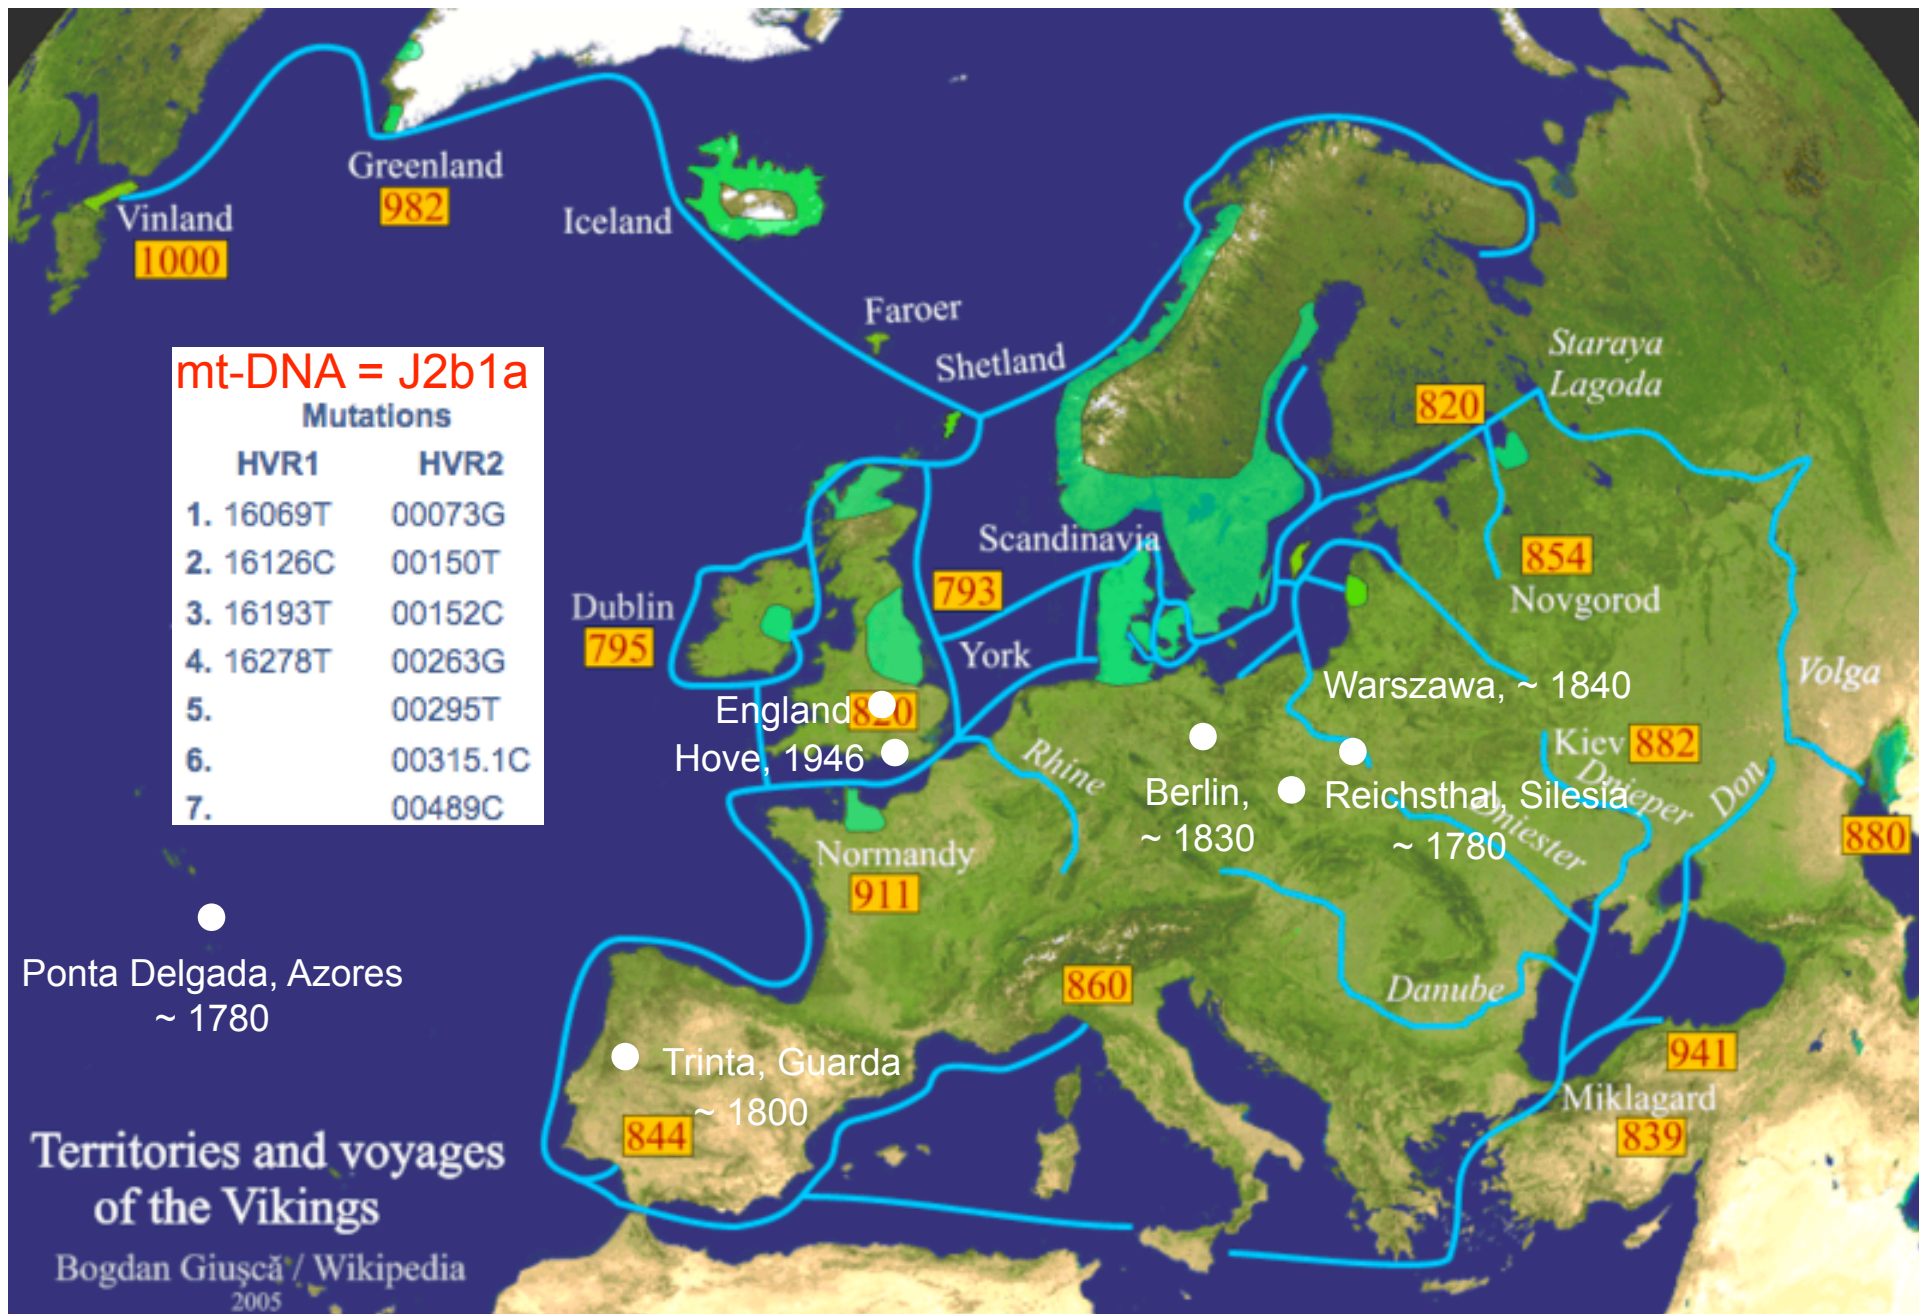 Greenland
982
Vinland
1000
Iceland
Faroer
Shetland
Staraya
Lagoda
820
mt-DNA = J2b1a
Mutations
HVR1 HVR2
1. 16069T 00073G
2. 16126C 00150T
3. 16193T 00152C
4. 16278T 00263G
5. 00295T
6. 00315.1C
7. 00489C
Scandinavia
793
854
Novgorod
Dublin
795
York
Volga
Warszawa, ~ 1840
England 820
Hove, 1946
Kiev 882
Rhine
Dnieper
Don
Berlin,
~ 1830
Reichsthal, Silesia
~ 1780
Dniester
880
Normandy
911
Ponta Delgada, Azores
~ 1780
860
Danube
Trinta, Guarda
~ 1800
844
941
Miklagard
839
Territories and voyages
of the Vikings
Bogdan Giuşcă / Wikipedia
2005